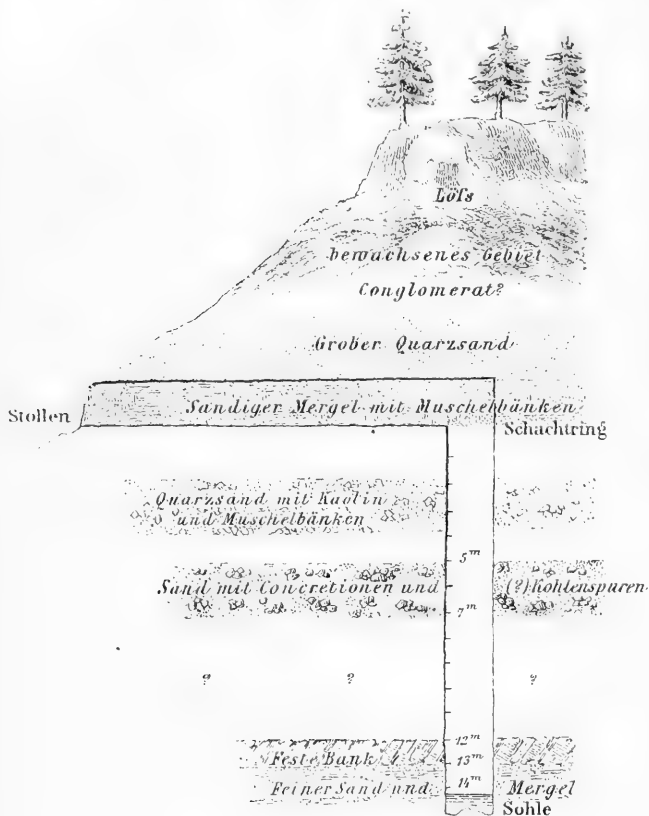 Löſs
bewachsenes Gebiet
Conglomerat?
Grober Quarzsand
Sandiger Mergel mit Muschelbänken
Stollen
Schachtring
Quarzsand mit Kaolin
und Muschelbänken
5m
Sand mit Concretionen und (?) Kohlenspuren.
7m
? ? ?
12m
Feste Bank 13m
14m
Feiner Sand und Mergel
Sohle